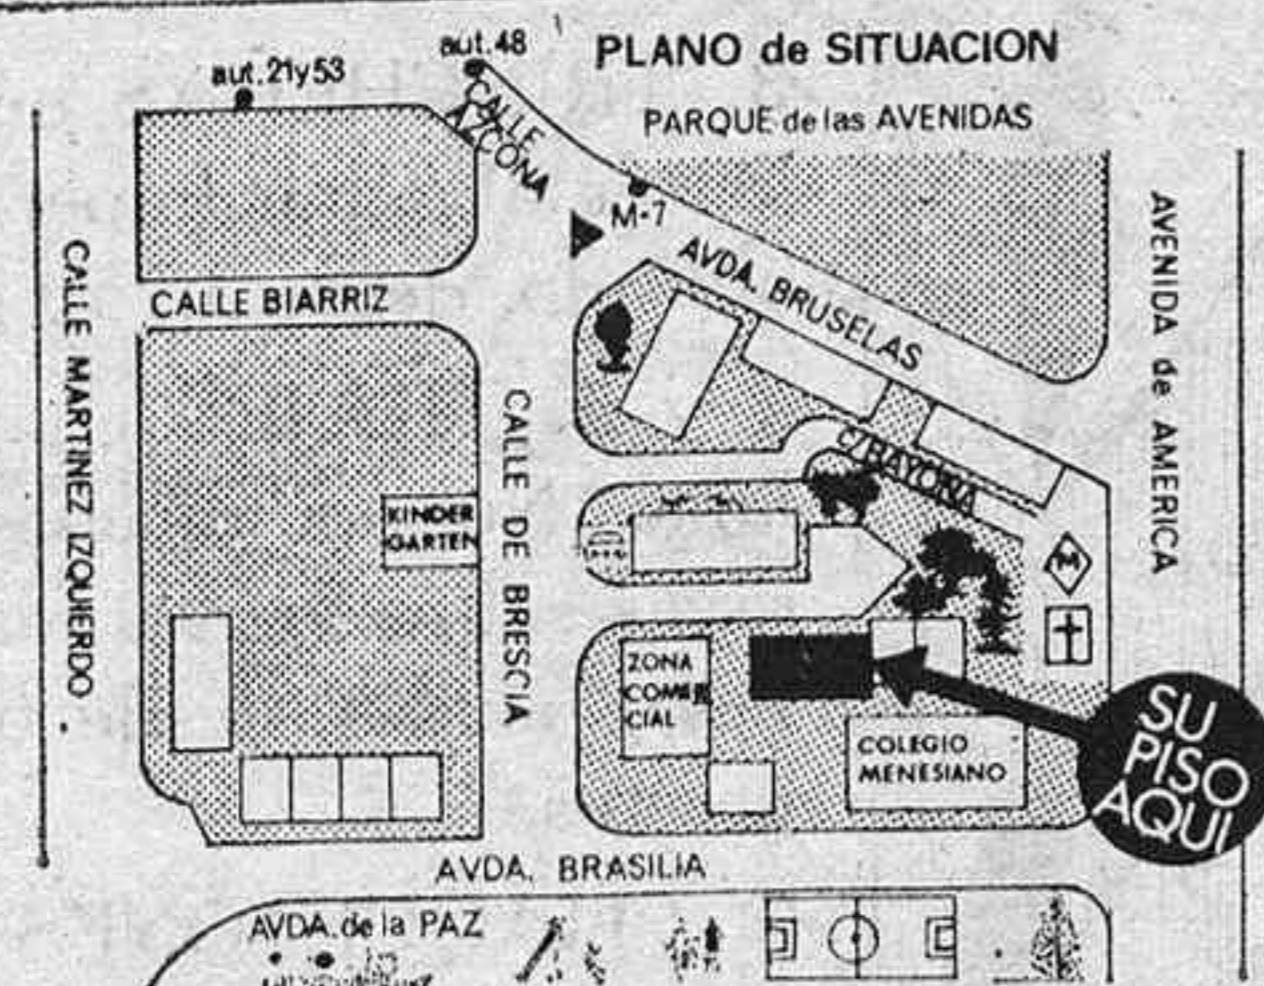 PLANO de SITUACION
aut. 48
aut. 21y53
CALLE
AZCONA
PARQUE de las AVENIDAS
M-7
AVDA. BRUSELAS
CALLE BIARRIZ
CALLE MARTINEZ IZQUIERDO
CALLE DE BRESCIA
AVENIDA de AMERICA
C/BAYONA
KINDER
GARTEN
M
ZONA
COMER
CIAL
COLEGIO
MENESIANO
SU
PISO
AQUI
AVDA. BRASILIA
AVDA. de la PAZ